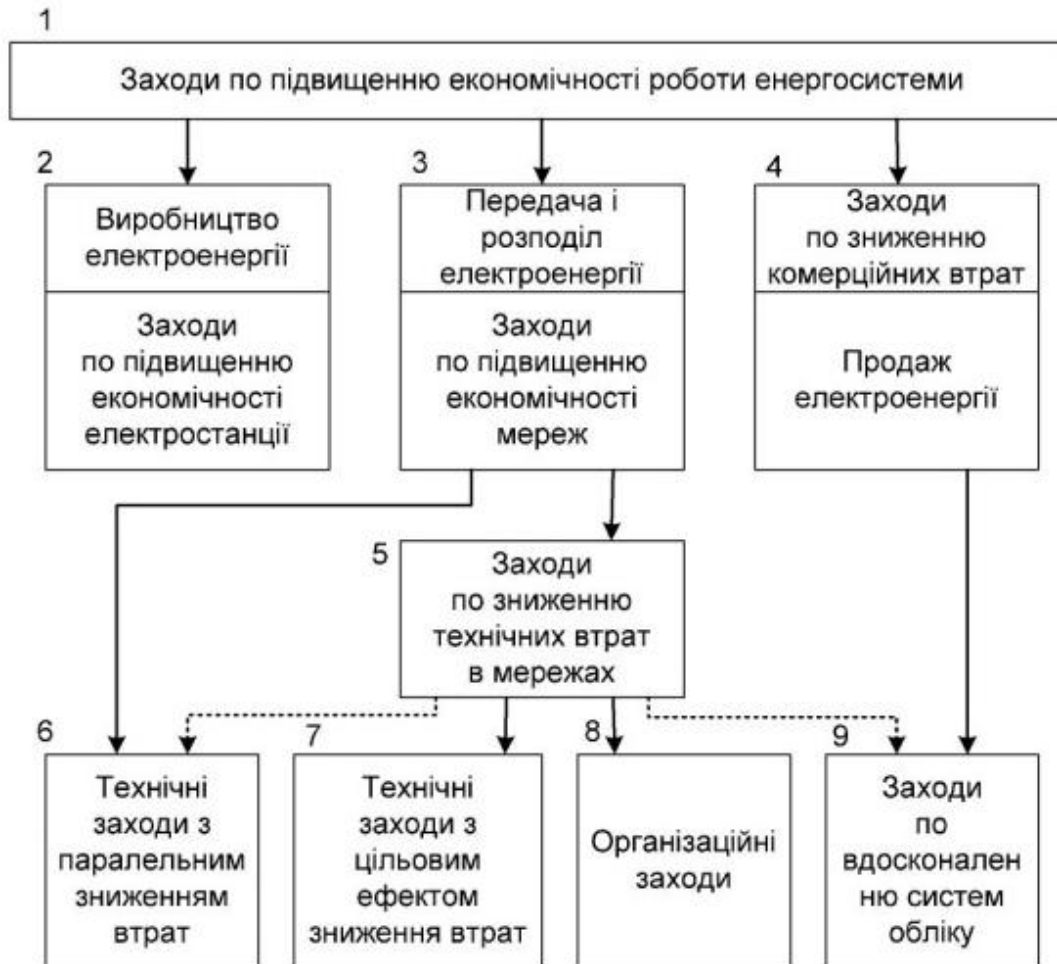 1
Заходи по підвищенню економічності роботи енергосистеми
2
Виробництво
електроенергії
Заходи
по підвищенню
економічності
електростанції
3
Передача і
розподіл
електроенергії
Заходи
по підвищенню
економічності
мереж
4
Заходи
по зниженню
комерційних втрат
Продаж
електроенергії
5
Заходи
по зниженню
технічних втрат
в мережах
6
Технічні
заходи з
паралельним
зниженням
втрат
7
Технічні
заходи з
цільовим
ефектом
зниження втрат
8
Організаційні
заходи
9
Заходи
по
вдосконален
ню систем
обліку